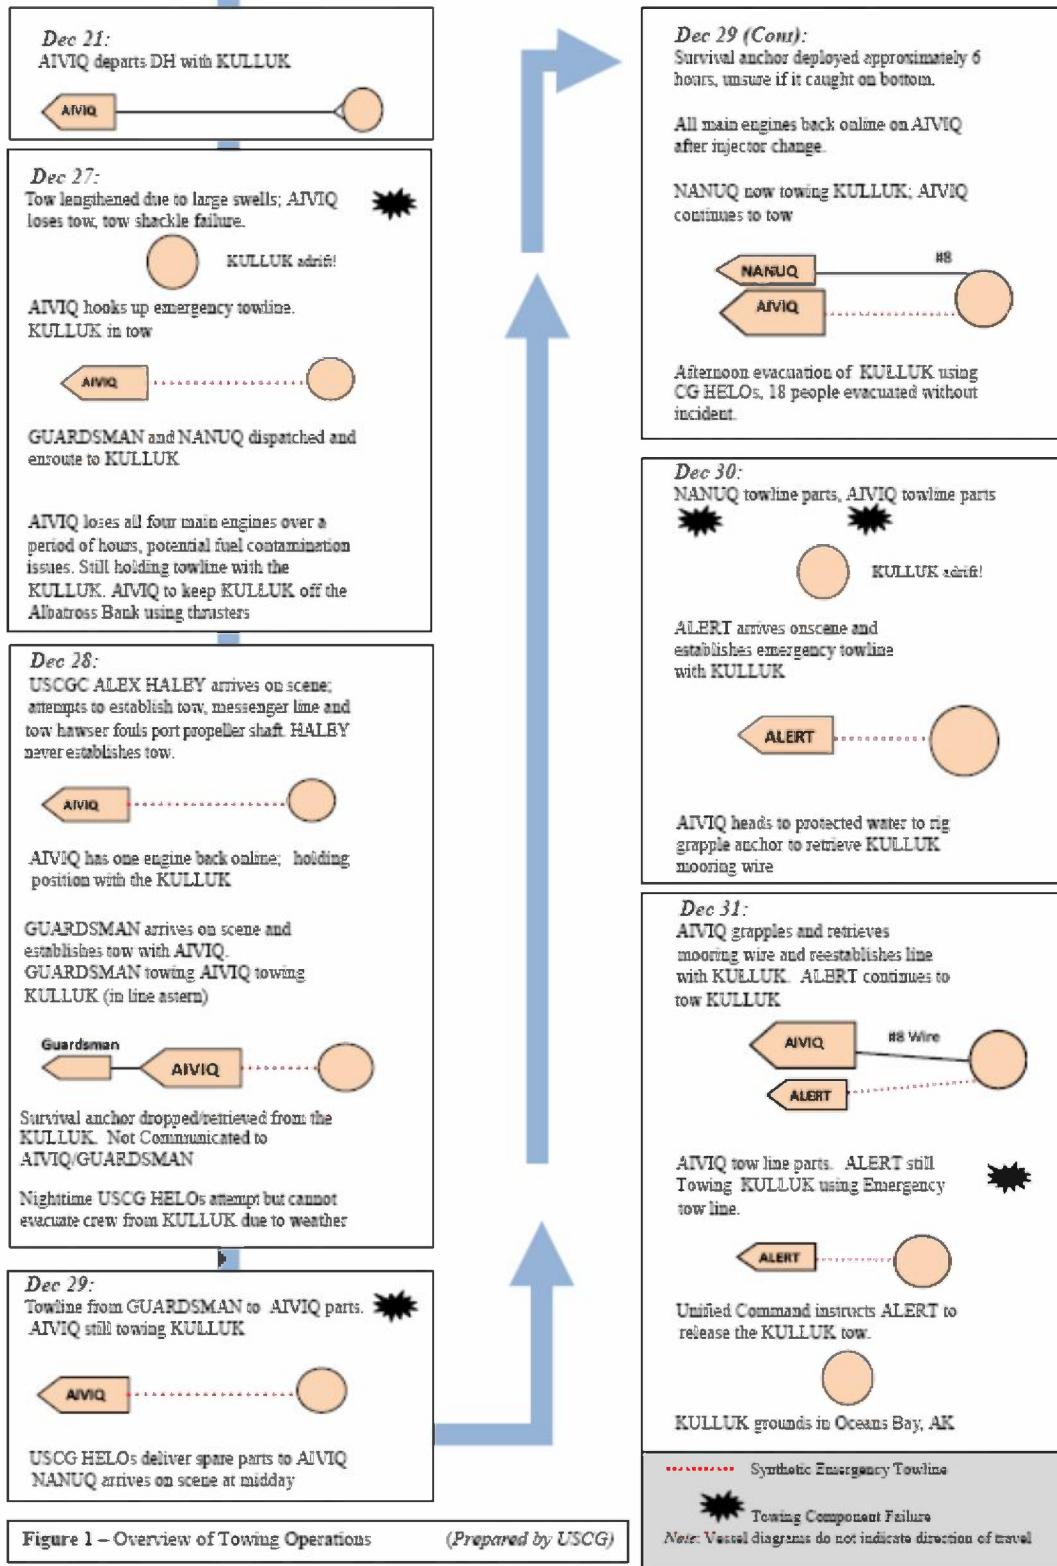 Dec 21:
AIVIQ departs DH with KULLUK
AIVIQ
Dec 27:
Tow lengthened due to large swells; AIVIQ
loses tow, tow shackle failure.
KULLUK adrift!
AIVIQ hooks up emergency towline.
KULLUK in tow
AIVIQ
GUARDSMAN and NANUQ dispatched and
enroute to KULLUK
AIVIQ loses all four main engines over a
period of hours, potential fuel contamination
issues. Still holding towline with the
KULLUK. AIVIQ to keep KULLUK off the
Albatross Bank using thrusters
Dec 28:
USCGC ALEX HALEY arrives on scene;
attempts to establish tow, messenger line and
tow hawser fouls port propeller shaft. HALEY
never establishes tow.
AIVIQ
AIVIQ has one engine back online; holding
position with the KULLUK
GUARDSMAN arrives on scene and
establishes tow with AIVIQ.
GUARDSMAN towing AIVIQ towing
KULLUK (in line astern)
Guardsman
AIVIQ
Survival anchor dropped/retrieved from the
KULLUK. Not Communicated to
AIVIQ/GUARDSMAN
Nighttime USCG HELOs attempt but cannot
evacuate crew from KULLUK due to weather
Dec 29:
Towline from GUARDSMAN to AIVIQ parts.
AIVIQ still towing KULLUK
AIVIQ
USCG HELOs deliver spare parts to AIVIQ
NANUQ arrives on scene at midday
Figure 1 – Overview of Towing Operations (Prepared by USCG)
Dec 29 (Cont):
Survival anchor deployed approximately 6
hours, unsure if it caught on bottom.
All main engines back online on AIVIQ
after injector change.
NANUQ now towing KULLUK; AIVIQ
continues to tow
#8
NANUQ
AIVIQ
Afternoon evacuation of KULLUK using
CG HELOs, 18 people evacuated without
incident.
Dec 30:
NANUQ towline parts, AIVIQ towline parts
KULLUK adrift!
ALERT arrives onscene and
establishes emergency towline
with KULLUK
ALERT
AIVIQ heads to protected water to rig
grapple anchor to retrieve KULLUK
mooring wire
Dec 31:
AIVIQ grapples and retrieves
mooring wire and reestablishes line
with KULLUK. ALERT continues to
tow KULLUK
AIVIQ
#8 Wire
ALERT
AIVIQ tow line parts. ALERT still
Towing KULLUK using Emergency
tow line.
ALERT
Unified Command instructs ALERT to
release the KULLUK tow.
KULLUK grounds in Oceans Bay, AK
Synthetic Emergency Towline
Towing Component Failure
Note: Vessel diagrams do not indicate direction of travel